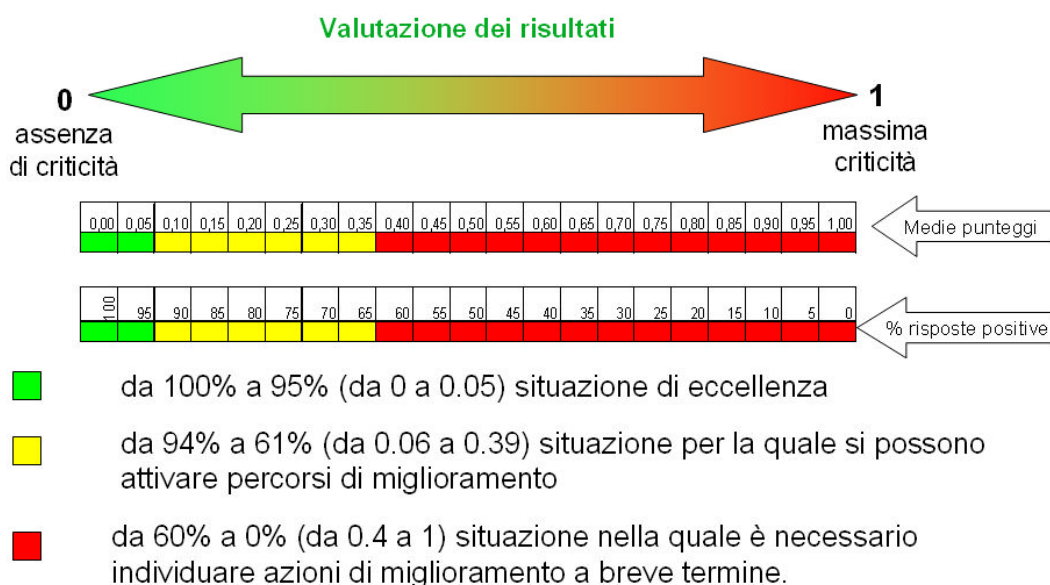 Valutazione dei risultati
0
1
assenza
di criticità
massima
criticità
0,00 0,05 0,10 0,15 0,20 0,25 0,30 0,35 0,40 0,45 0,50 0,55 0,60 0,65 0,70 0,75 0,80 0,85 0,90 0,95 1,00
Medie punteggi
100 95 90 85 80 75 70 65 60 55 50 45 40 35 30 25 20 15 10 5 0
% risposte positive
da 100% a 95% (da 0 a 0.05) situazione di eccellenza
da 94% a 61% (da 0.06 a 0.39) situazione per la quale si possono
attivare percorsi di miglioramento
da 60% a 0% (da 0.4 a 1) situazione nella quale è necessario
individuare azioni di miglioramento a breve termine.